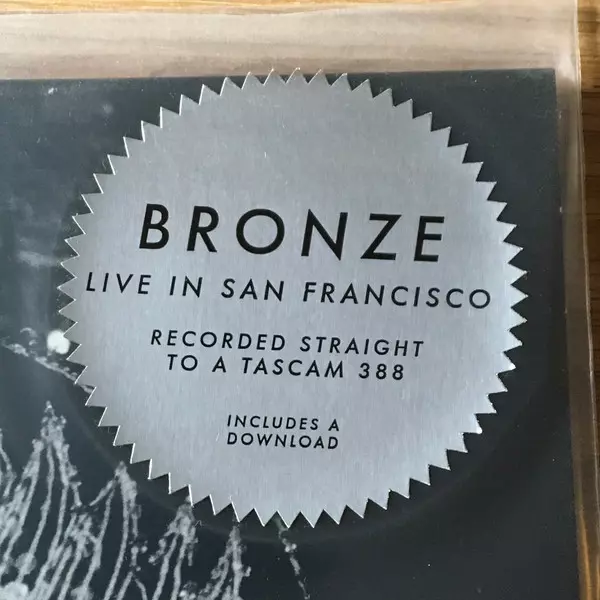 BRONZE
LIVE IN SAN FRANCISCO
RECORDED STRAIGHT
TO A TASCAM 388
INCLUDES A
DOWNLOAD